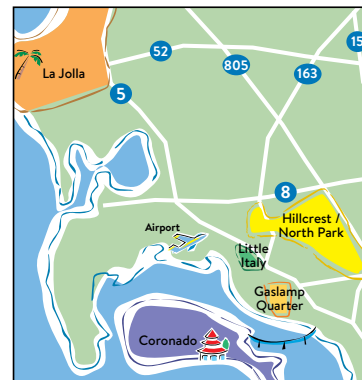 52
15
La Jolla
805
163
5
8
Hillcrest /
North Park
Airport
Little
Italy
Gaslamp
Quarter
Coronado